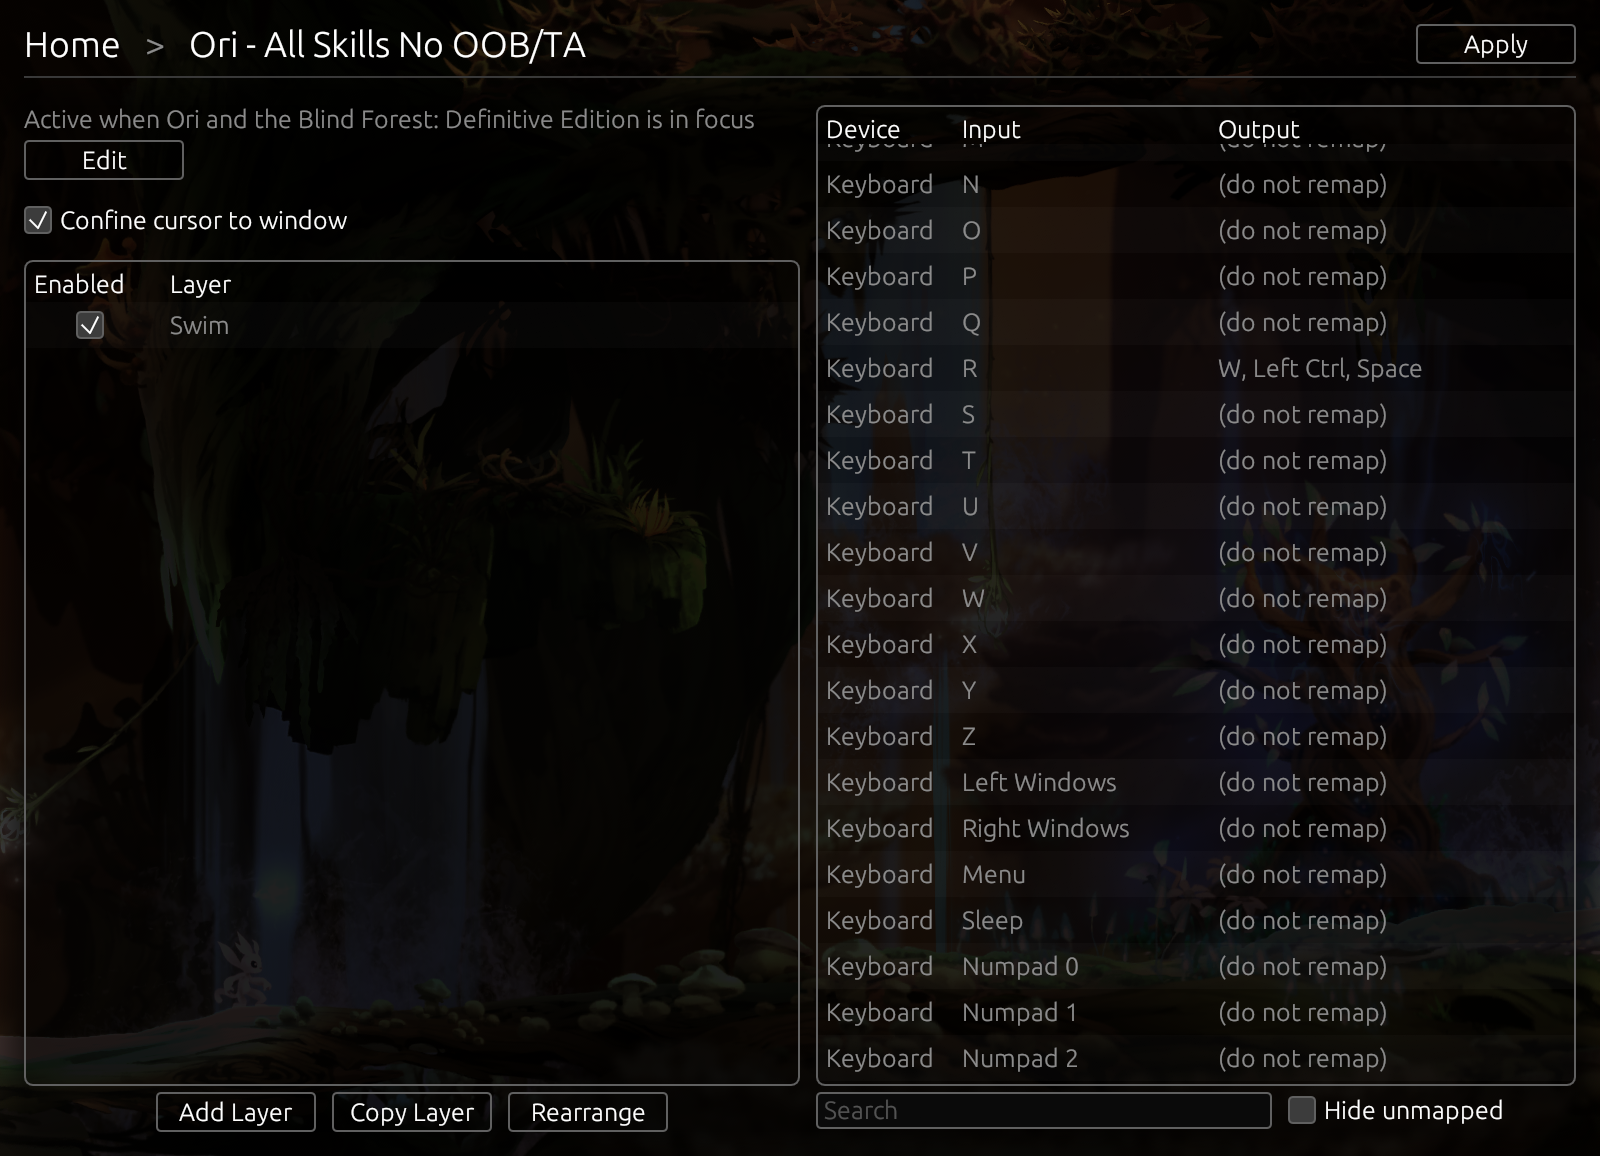 Home > Ori - All Skills No OOB/TA
Apply
Active when Ori and the Blind Forest: Definitive Edition is in focus
Edit
Confine cursor to window
Enabled Layer
Swim
Add Layer Copy Layer Rearrange
Device Input Output
Keyboard M (do not remap)
Keyboard N (do not remap)
Keyboard O (do not remap)
Keyboard P (do not remap)
Keyboard Q (do not remap)
Keyboard R W, Left Ctrl, Space
Keyboard S (do not remap)
Keyboard T (do not remap)
Keyboard U (do not remap)
Keyboard V (do not remap)
Keyboard W (do not remap)
Keyboard X (do not remap)
Keyboard Y (do not remap)
Keyboard Z (do not remap)
Keyboard Left Windows (do not remap)
Keyboard Right Windows (do not remap)
Keyboard Menu (do not remap)
Keyboard Sleep (do not remap)
Keyboard Numpad 0 (do not remap)
Keyboard Numpad 1 (do not remap)
Keyboard Numpad 2 (do not remap)
Search
Hide unmapped